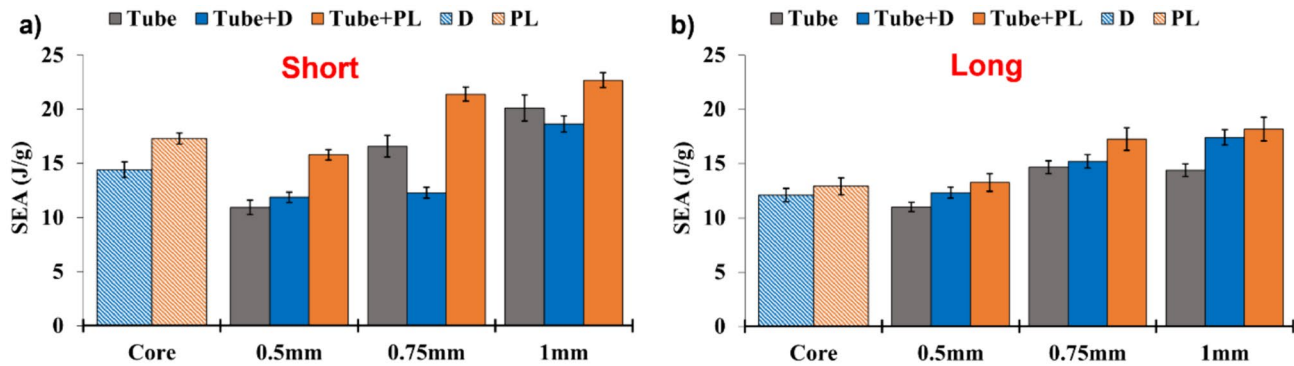 Tube Tube+D Tube+PL D PL
a)
Short
SEA (J/g)
25
20
15
10
5
0
Core 0.5mm 0.75mm 1mm
Tube Tube+D Tube+PL D PL
b)
Long
SEA (J/g)
25
20
15
10
5
0
Core 0.5mm 0.75mm 1mm